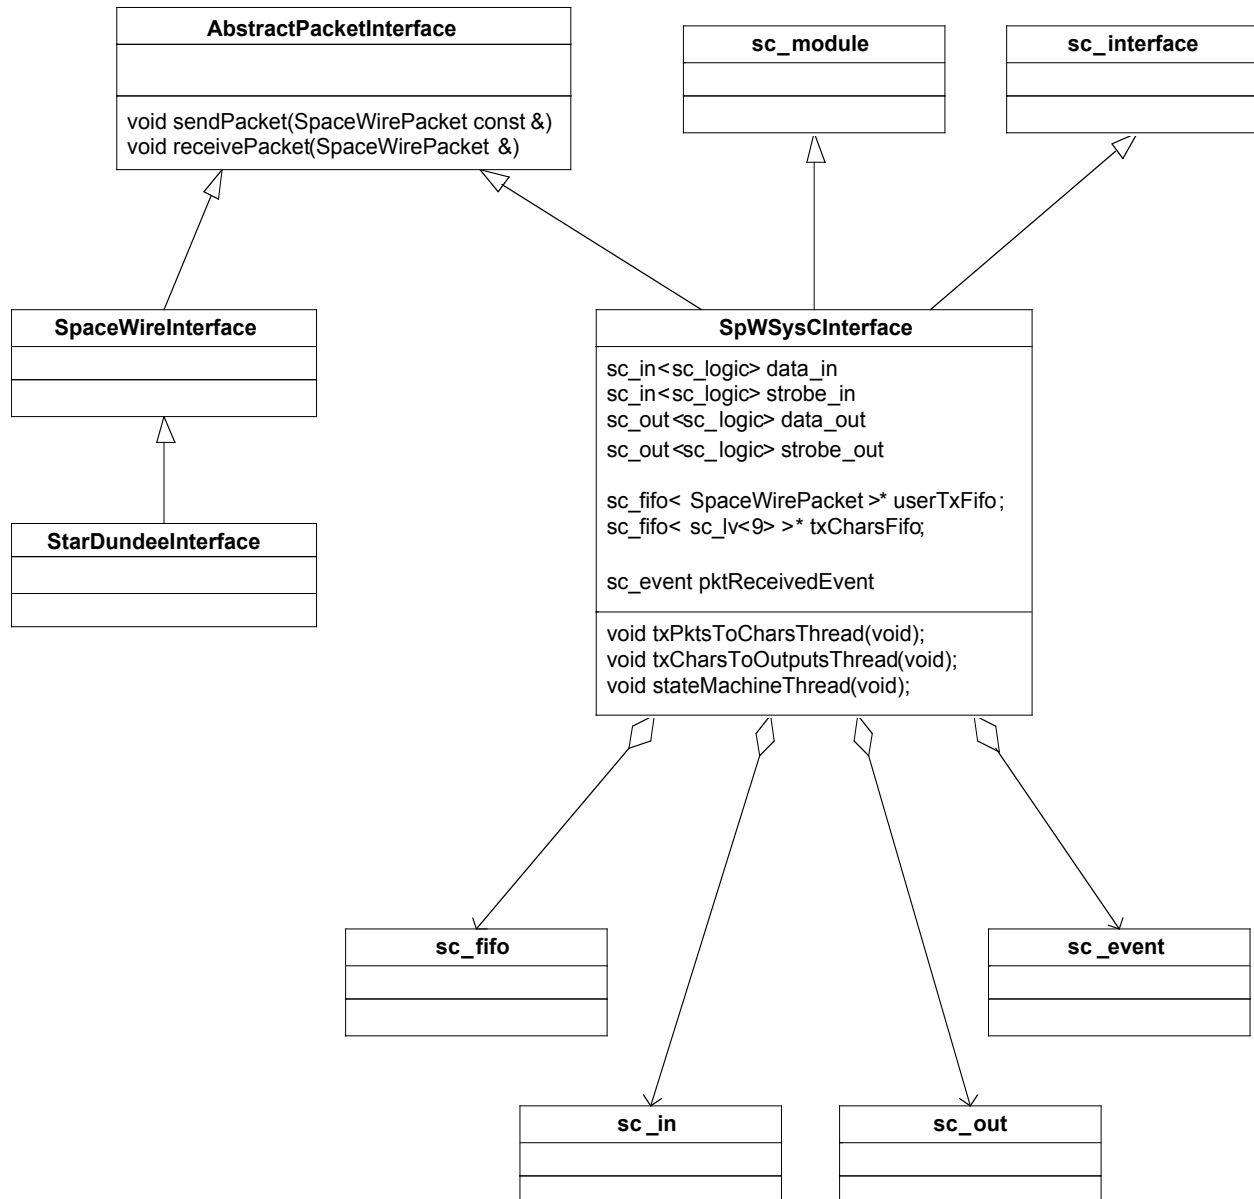 AbstractPacketInterface
void sendPacket(SpaceWirePacket const &)
void receivePacket(SpaceWirePacket &)
sc_module
sc_interface
SpaceWireInterface
StarDundeeInterface
SpWSysCInterface
sc_in<sc_logic> data_in
sc_in<sc_logic> strobe_in
sc_out<sc_logic> data_out
sc_out<sc_logic> strobe_out
sc_fifo< SpaceWirePacket >* userTxFifo;
sc_fifo< sc_lv<9> >* txCharsFifo;
sc_event pktReceivedEvent
void txPktsToCharsThread(void);
void txCharsToOutputsThread(void);
void stateMachineThread(void);
sc_fifo
sc_event
sc_in
sc_out